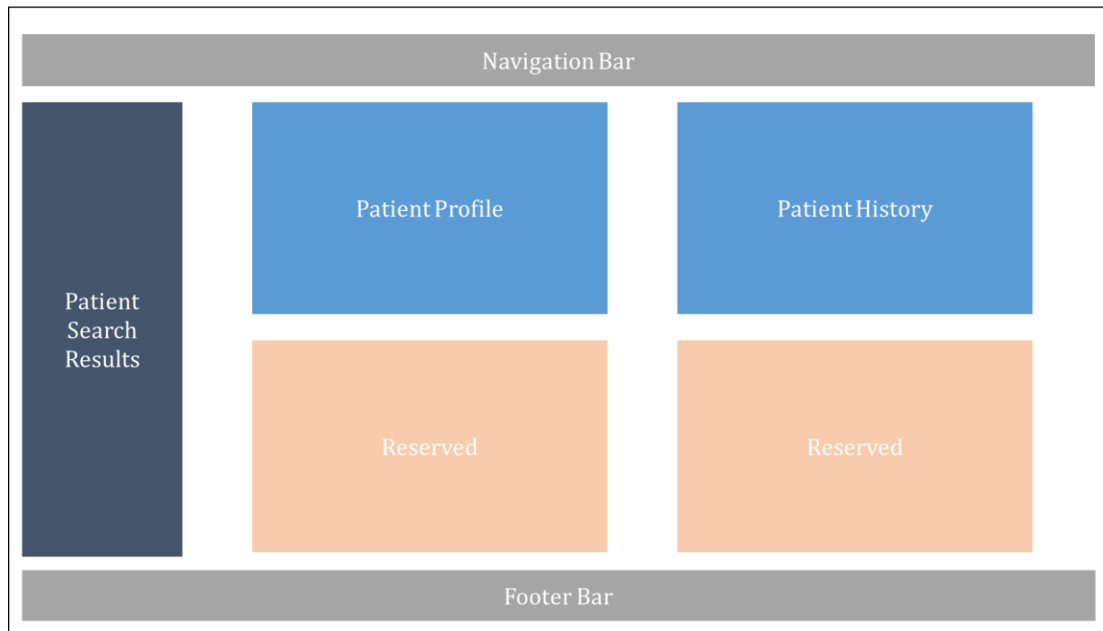 Navigation Bar
Patient Profile
Patient History
Patient
Search
Results
Reserved
Reserved
Footer Bar